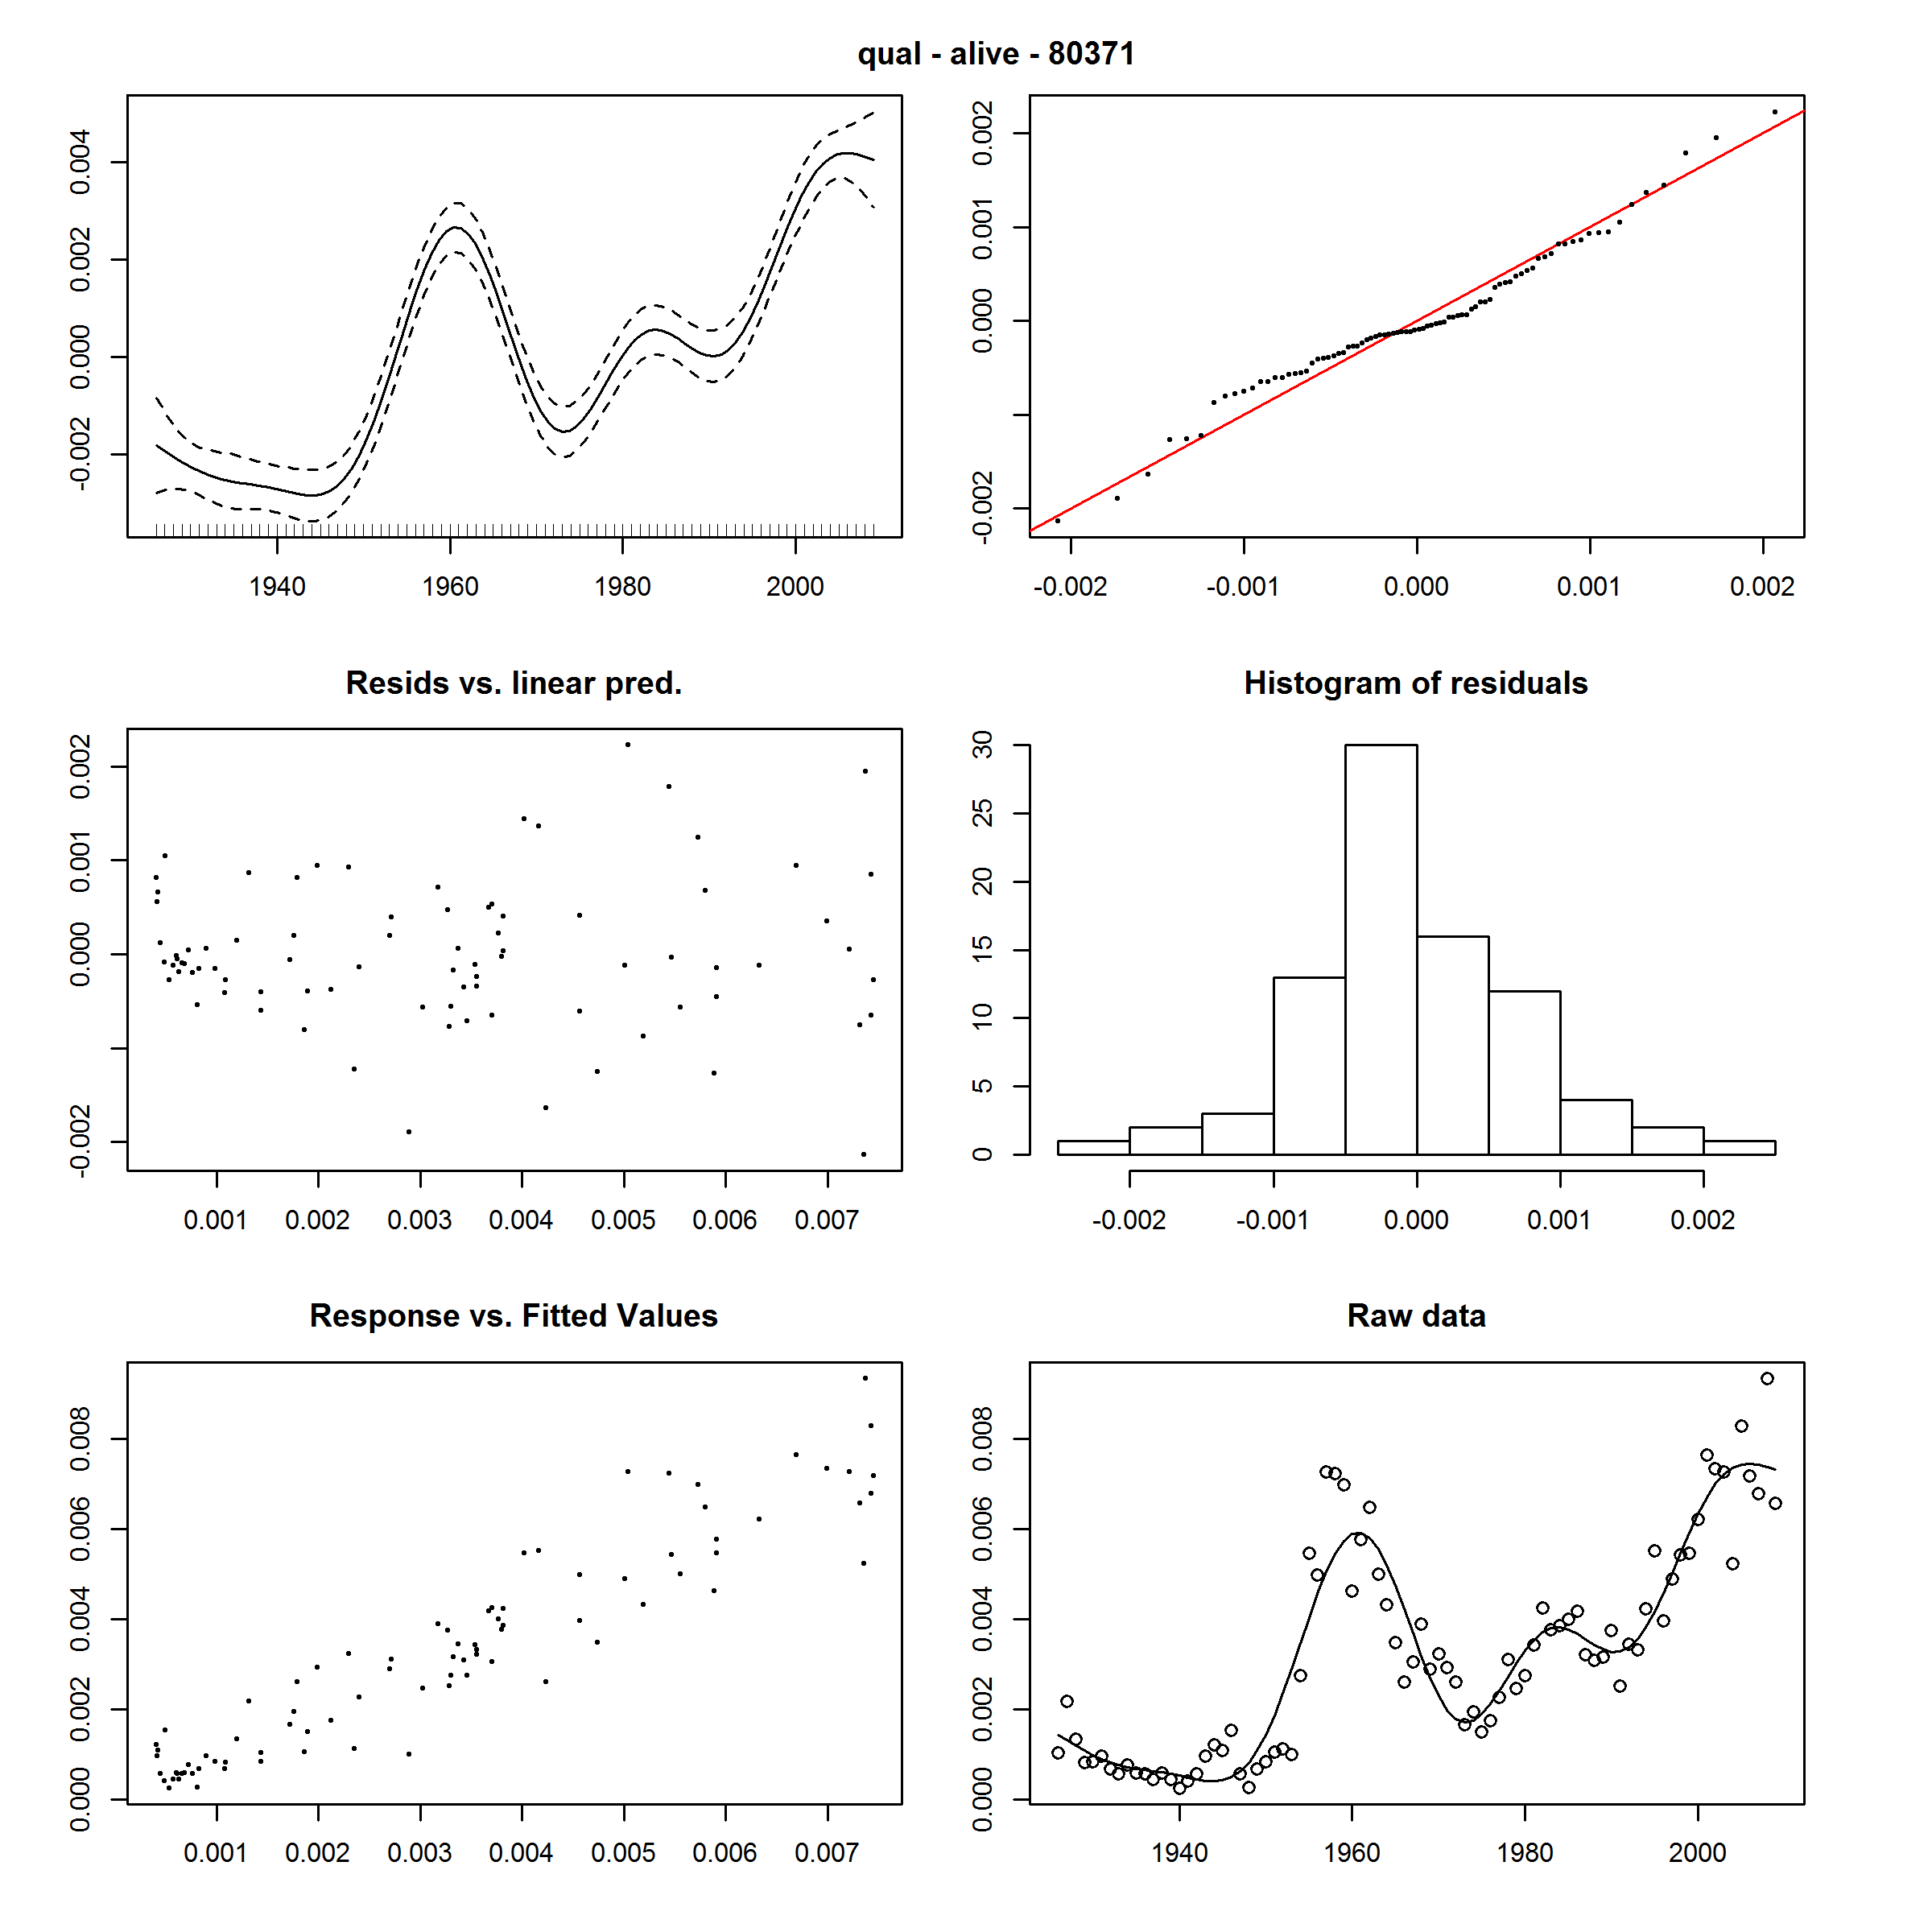 qual - alive - 80371
0.004
0.002
0.000
-0.002
1940 1960 1980 2000
0.002
0.001
0.000
-0.002
-0.002 -0.001 0.000 0.001 0.002
Resids vs. linear pred.
0.002
0.001
0.000
-0.002
0.001 0.002 0.003 0.004 0.005 0.006 0.007
Histogram of residuals
30
25
20
15
10
5
0
-0.002 -0.001 0.000 0.001 0.002
Response vs. Fitted Values
0.008
0.006
0.004
0.002
0.000
0.001 0.002 0.003 0.004 0.005 0.006 0.007
Raw data
0.008
0.006
0.004
0.002
0.000
1940 1960 1980 2000